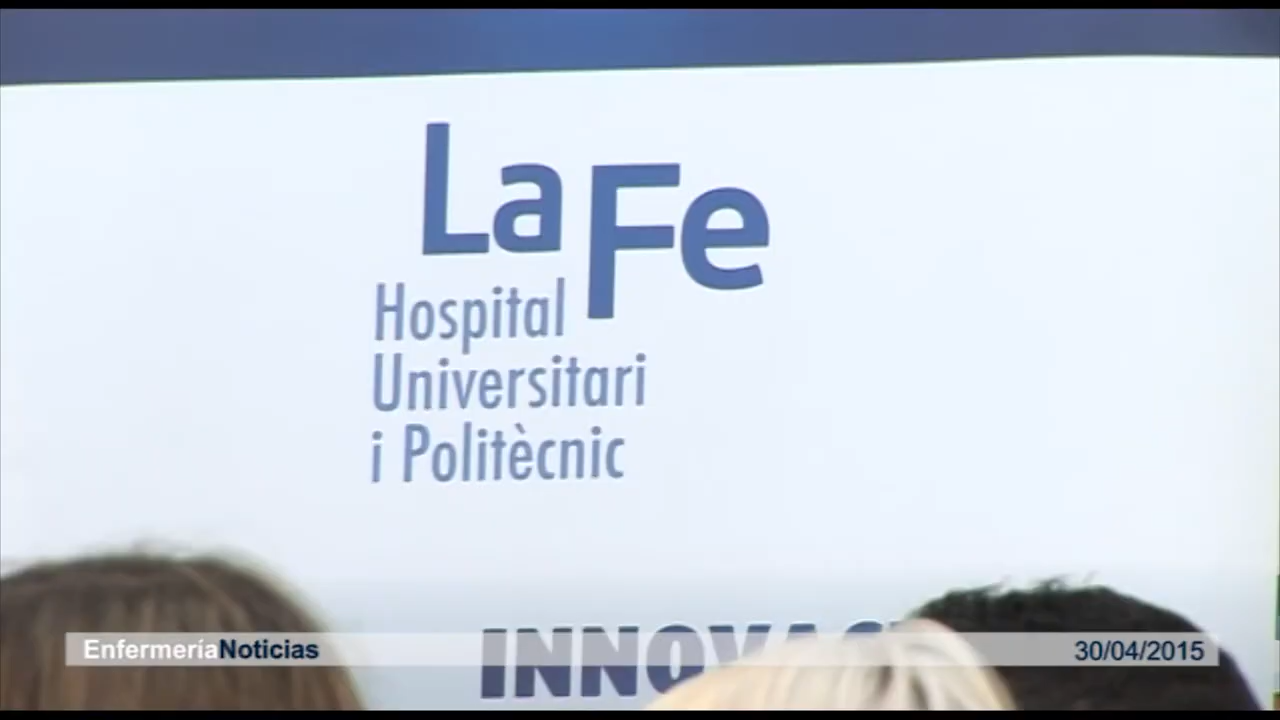 La Fe
Hospital
Universitari
i Politècnic
EnfermeríaNoticias
30/04/2015